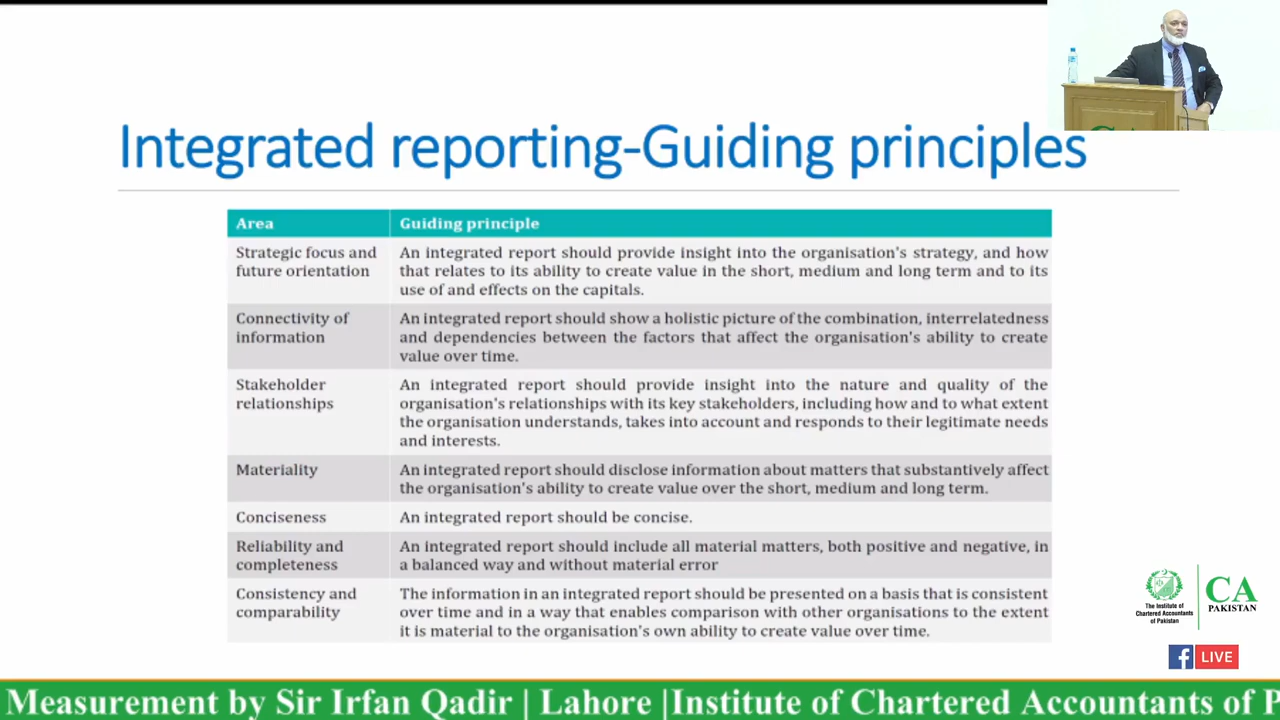 Integrated reporting-Guiding principles
Area
Guiding principle
Strategic focus and
future orientation
An integrated report should provide insight into the organisation's strategy, and how
that relates to its ability to create value in the short, medium and long term and to its
use of and effects on the capitals.
Connectivity of
information
An integrated report should show a holistic picture of the combination, interrelatedness
and dependencies between the factors that affect the organisation's ability to create
value over time.
Stakeholder
relationships
An integrated report should provide insight into the nature and quality of the
organisation's relationships with its key stakeholders, including how and to what extent
the organisation understands, takes into account and responds to their legitimate needs
and interests.
Materiality
An integrated report should disclose information about matters that substantively affect
the organisation's ability to create value over the short, medium and long term.
Conciseness
An integrated report should be concise.
Reliability and
completeness
An integrated report should include all material matters, both positive and negative, in
a balanced way and without material error
Consistency and
comparability
The information in an integrated report should be presented on a basis that is consistent
over time and in a way that enables comparison with other organisations to the extent
it is material to the organisation's own ability to create value over time.
The Institute of
Chartered Accountants
of Pakistan
CA
PAKISTAN
f LIVE
Measurement by Sir Irfan Qadir | Lahore |Institute of Chartered Accountants of P